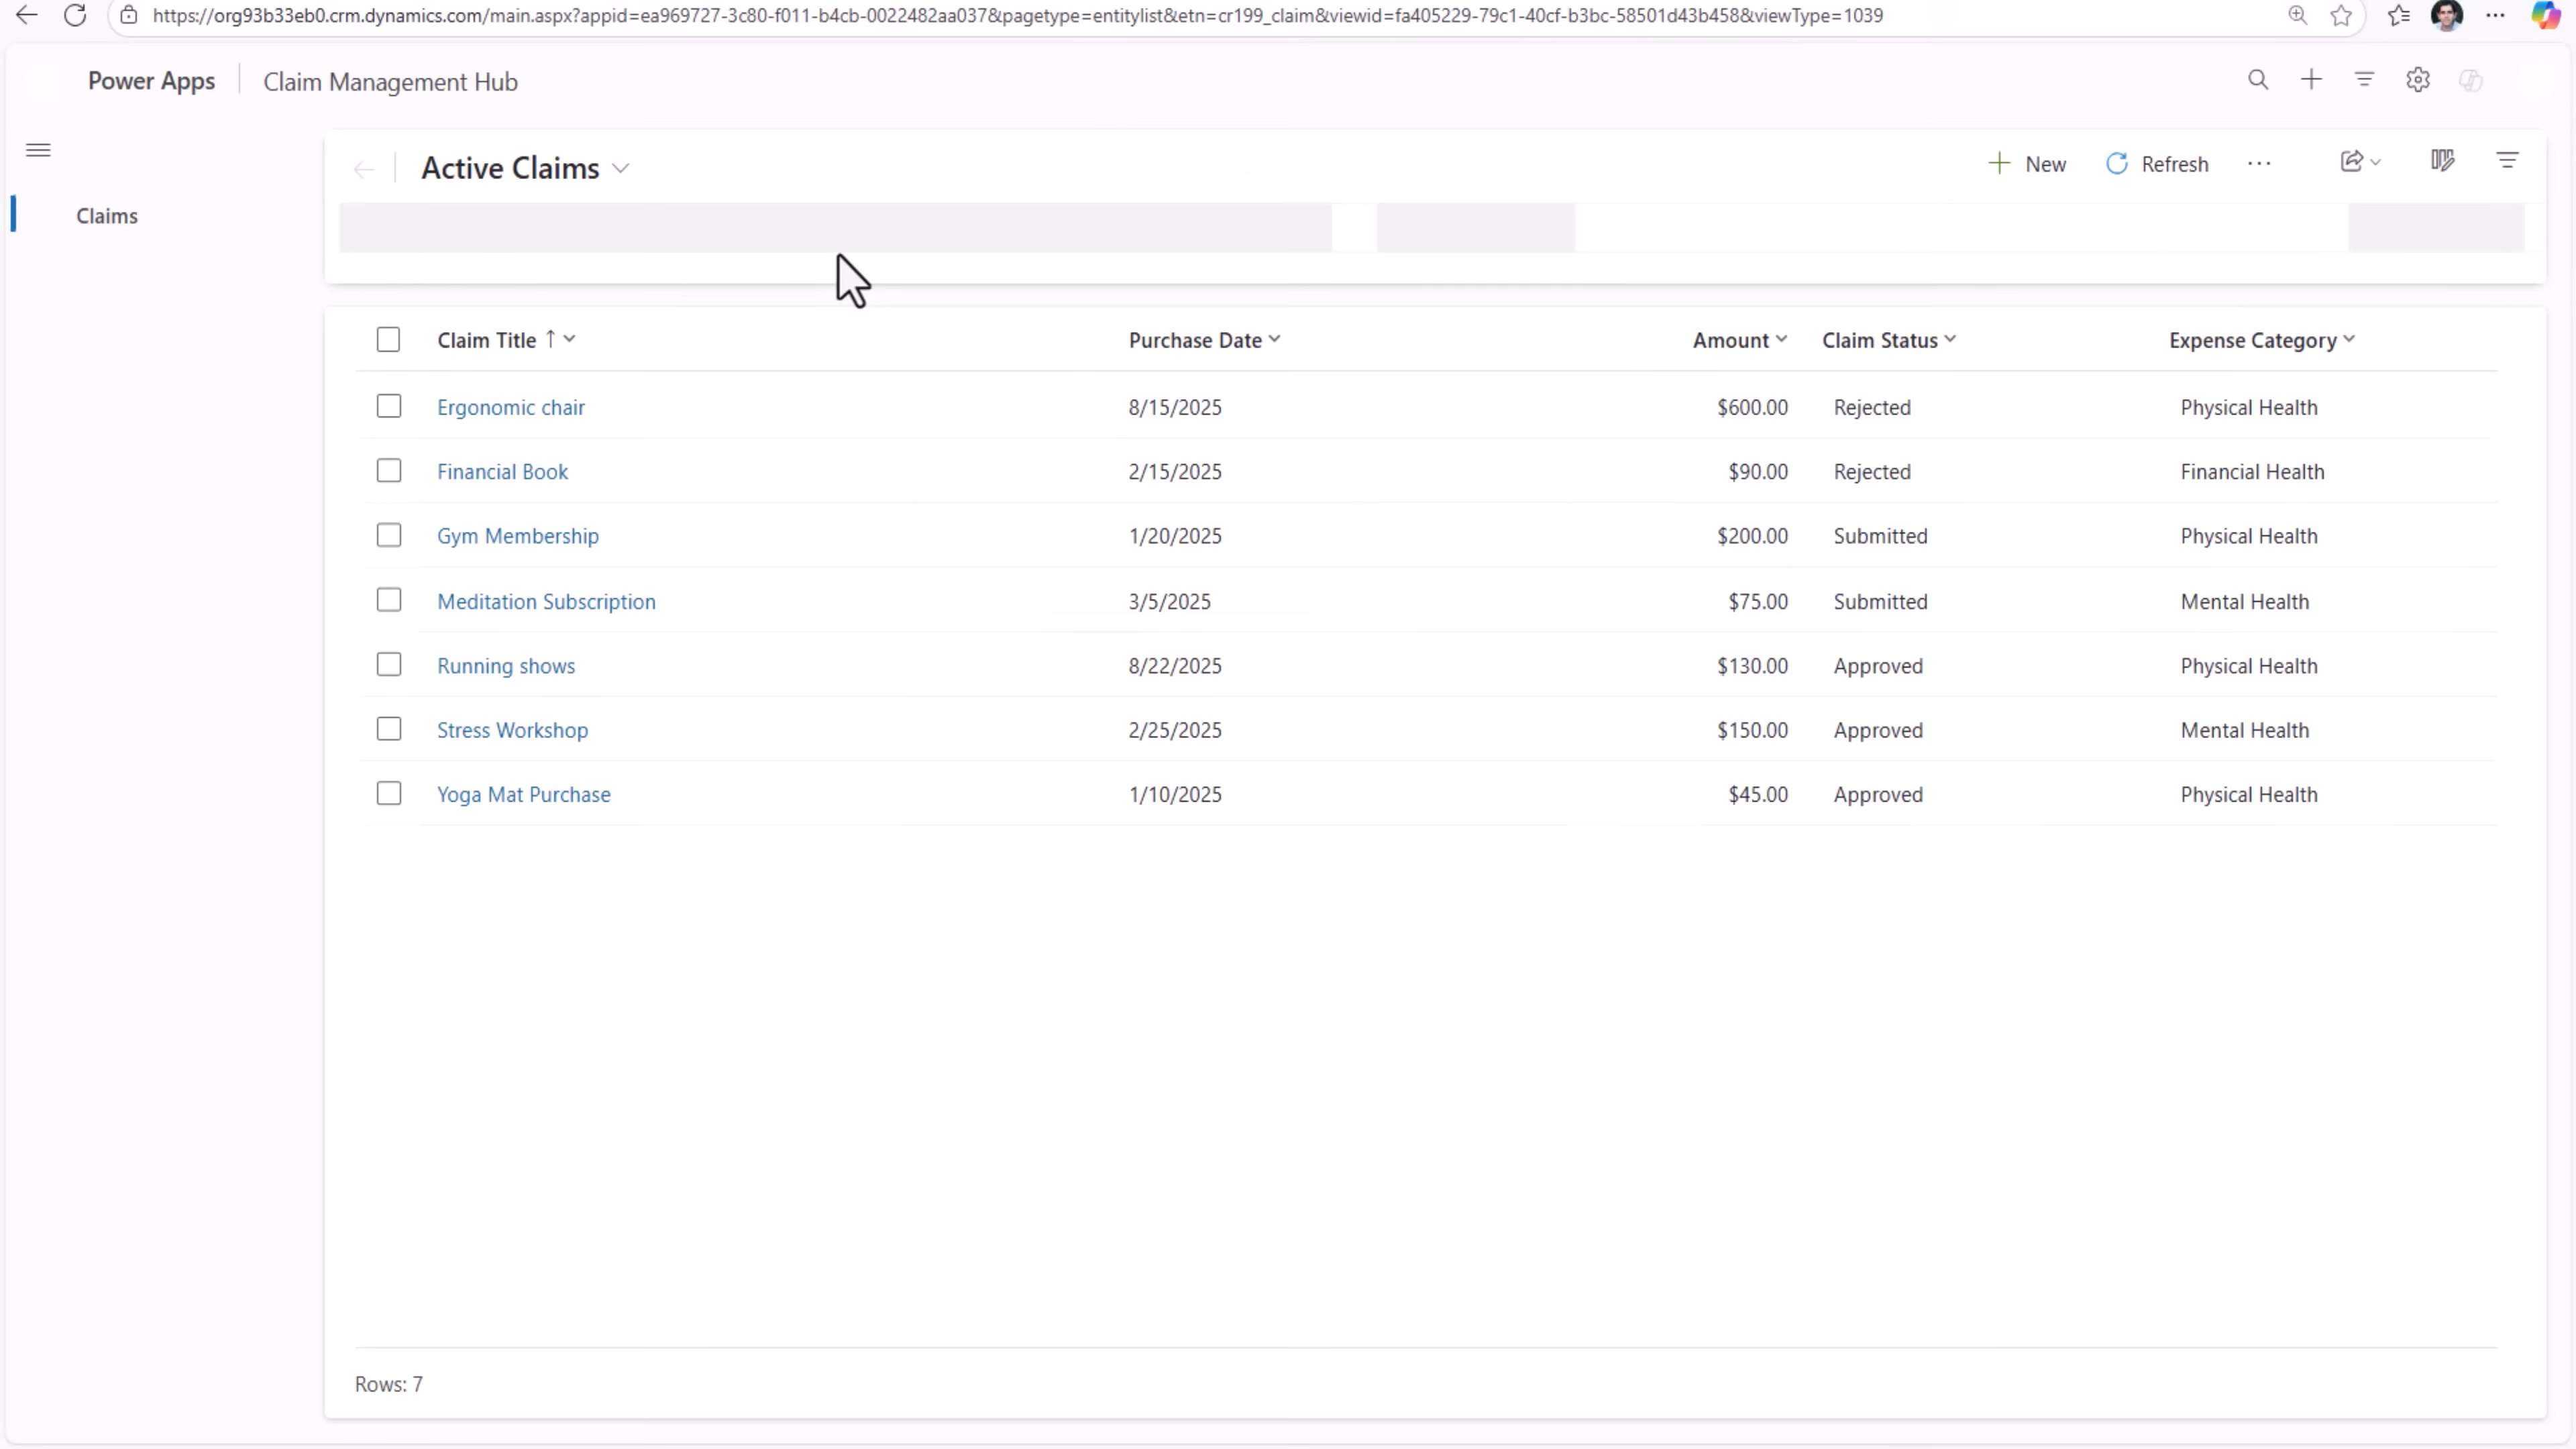 https://org93b33eb0.crm.dynamics.com/main.aspx?appid=ea969727-3c80-f011-b4cb-0022482aa037&pagetype=entitylist&etn=cr199_claim&viewid=fa405229-79c1-40cf-b3bc-58501d43b458&viewType=1039
Power Apps Claim Management Hub
Active Claims New Refresh
Claims
Claim Title Purchase Date Amount Claim Status Expense Category
Ergonomic chair 8/15/2025 $600.00 Rejected Physical Health
Financial Book 2/15/2025 $90.00 Rejected Financial Health
Gym Membership 1/20/2025 $200.00 Submitted Physical Health
Meditation Subscription 3/5/2025 $75.00 Submitted Mental Health
Running shows 8/22/2025 $130.00 Approved Physical Health
Stress Workshop 2/25/2025 $150.00 Approved Mental Health
Yoga Mat Purchase 1/10/2025 $45.00 Approved Physical Health
Rows: 7